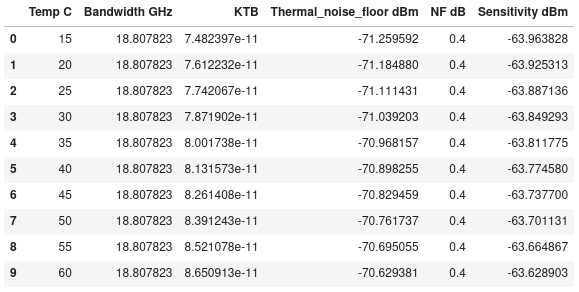 Temp C Bandwidth GHz KTB Thermal_noise_floor dBm NF dB Sensitivity dBm
0 15 18.807823 7.482397e-11 -71.259592 0.4 -63.963828
1 20 18.807823 7.612232e-11 -71.184880 0.4 -63.925313
2 25 18.807823 7.742067e-11 -71.111431 0.4 -63.887136
3 30 18.807823 7.871902e-11 -71.039203 0.4 -63.849293
4 35 18.807823 8.001738e-11 -70.968157 0.4 -63.811775
5 40 18.807823 8.131573e-11 -70.898255 0.4 -63.774580
6 45 18.807823 8.261408e-11 -70.829459 0.4 -63.737700
7 50 18.807823 8.391243e-11 -70.761737 0.4 -63.701131
8 55 18.807823 8.521078e-11 -70.695055 0.4 -63.664867
9 60 18.807823 8.650913e-11 -70.629381 0.4 -63.628903